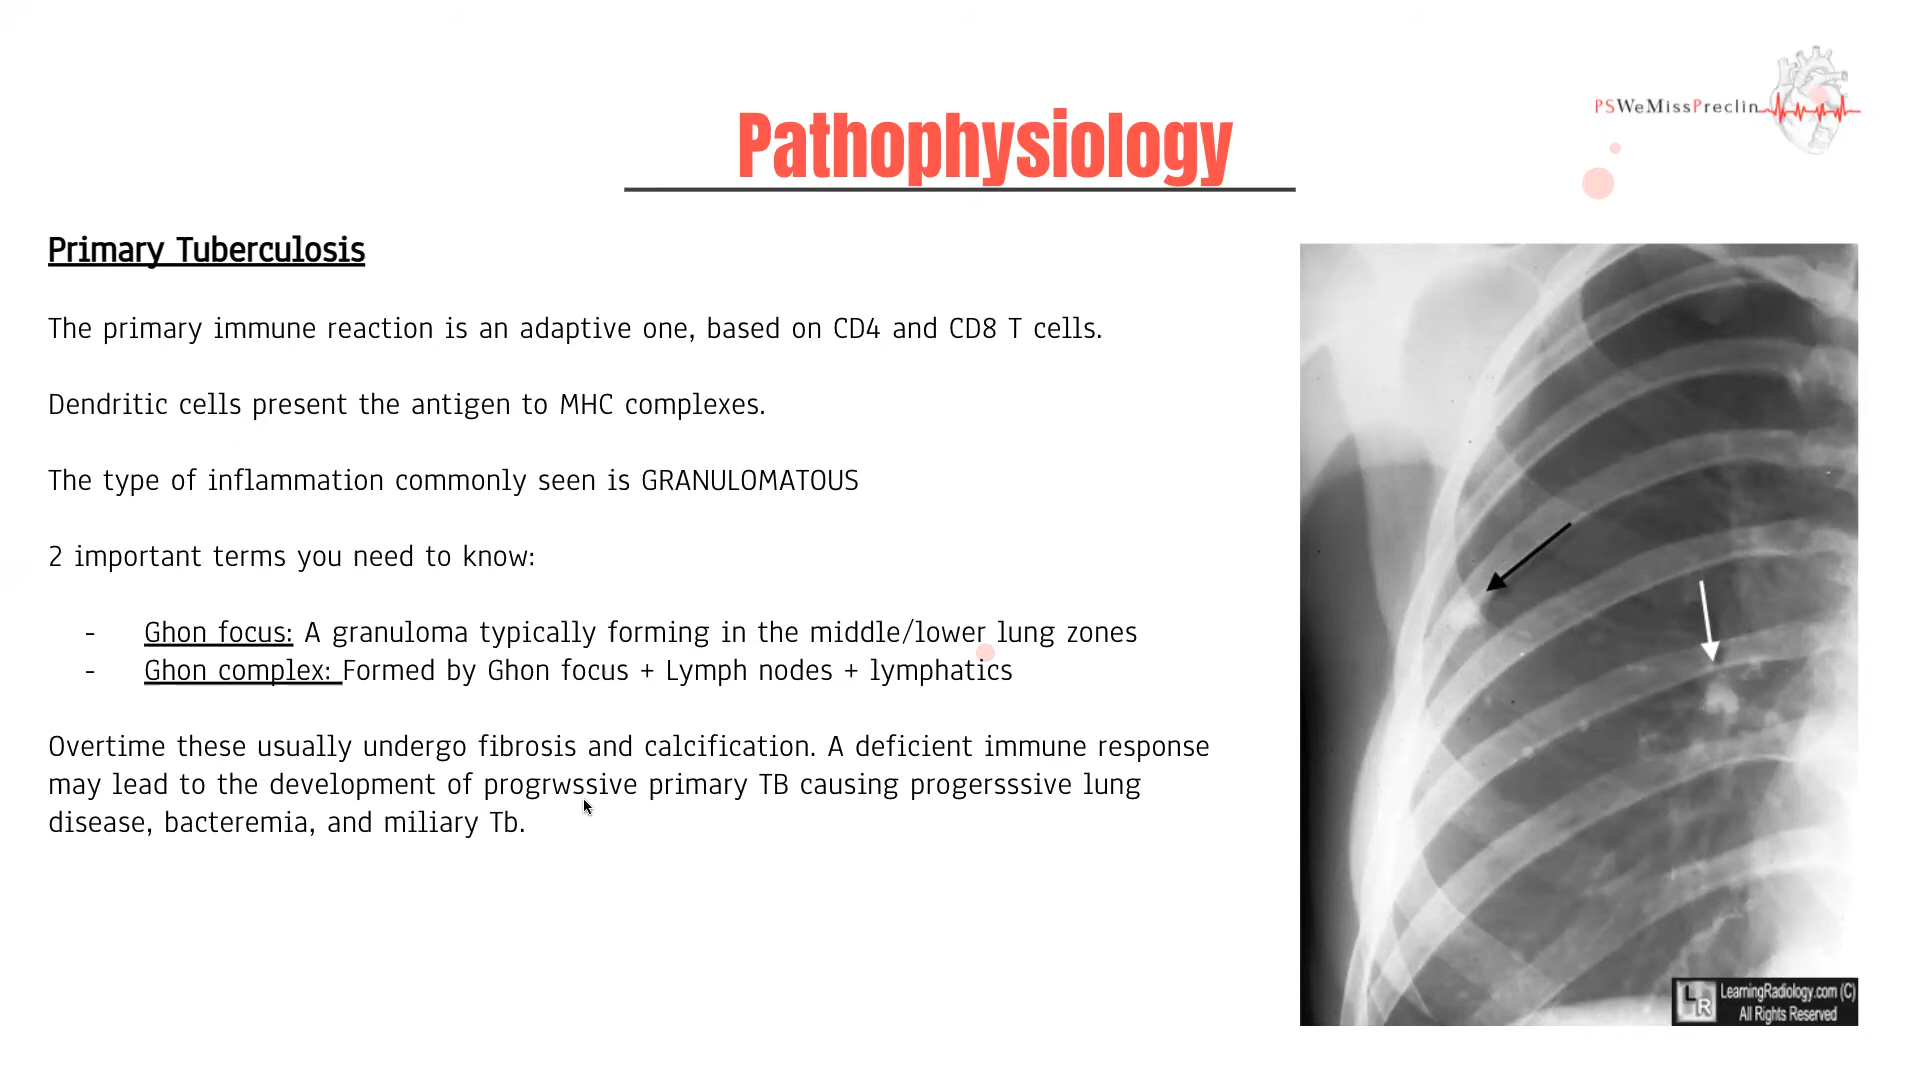 PSWeMissPreclin
Pathophysiology
Primary Tuberculosis
The primary immune reaction is an adaptive one, based on CD4 and CD8 T cells.
Dendritic cells present the antigen to MHC complexes.
The type of inflammation commonly seen is GRANULOMATOUS
2 important terms you need to know:
- Ghon focus: A granuloma typically forming in the middle/lower lung zones
- Ghon complex: Formed by Ghon focus + Lymph nodes + lymphatics
Overtime these usually undergo fibrosis and calcification. A deficient immune response
may lead to the development of progrwssive primary TB causing progersssive lung
disease, bacteremia, and miliary Tb.
LR
LearningRadiology.com (C)
All Rights Reserved